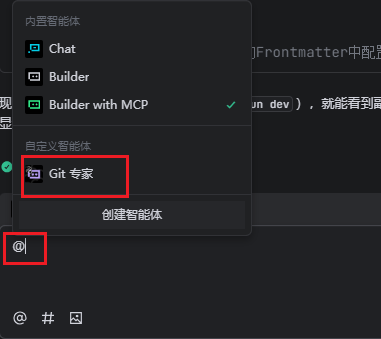 内置智能体
Chat
Builder
Builder with MCP
自定义智能体
Git 专家
创建智能体
的Frontmatter中配置
现
un dev}）, 就能看到副
显
@
@ #